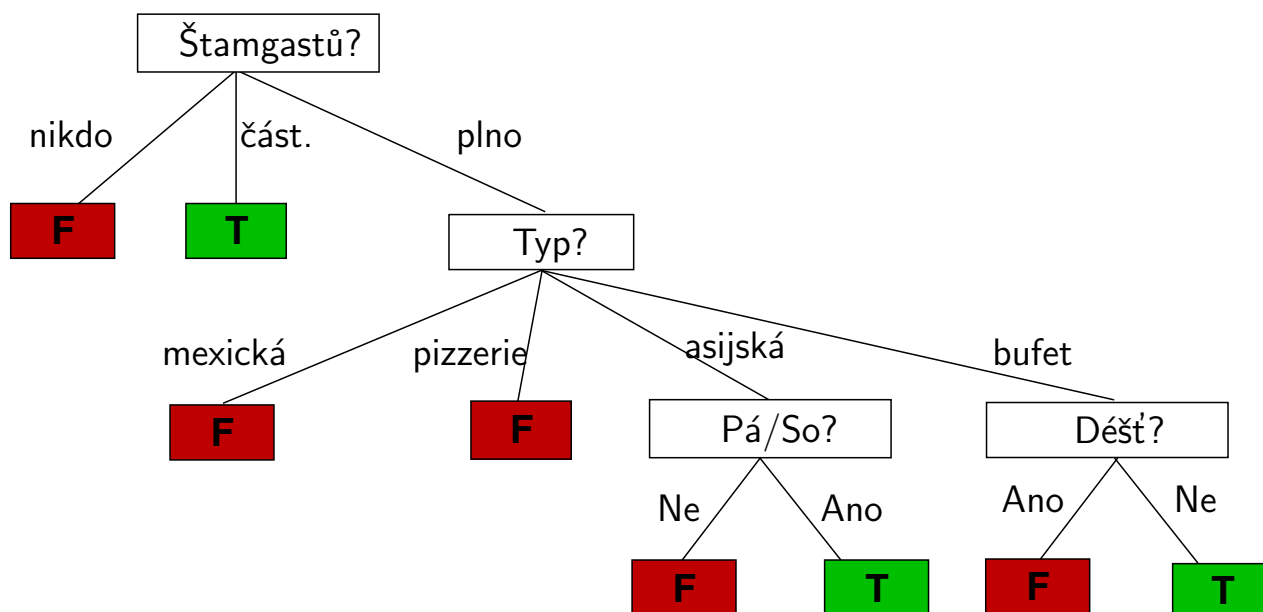 Štamgastů?
nikdo část. plno
F T
Typ?
mexická pizzerie asijská bufet
F F
Pá/So? Déšť?
Ne Ano Ano Ne
F T F T